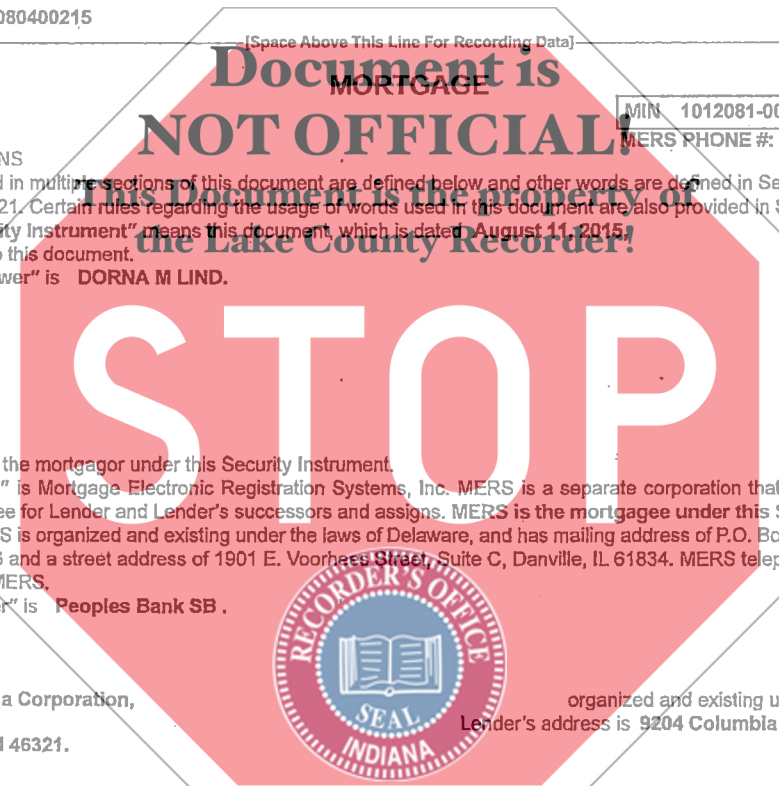 080400215
[Space Above This Line For Recording Data]
Document is
MORTGAGE
NOT OFFICIAL!
MIN 1012081-00
MERS PHONE #:
NS
d in multiple sections of this document are defined below and other words are defined in Se
This Document is the property of
21. Certain rules regarding the usage of words used in this document are also provided in S
ity Instrument" means this document, which is dated August 11, 2015,
the Lake County Recorder!
o this document.
wer" is DORNA M LIND.
STOP
the mortgagor under this Security Instrument.
" is Mortgage Electronic Registration Systems, Inc. MERS is a separate corporation that
ee for Lender and Lender's successors and assigns. MERS is the mortgagee under this S
S is organized and existing under the laws of Delaware, and has mailing address of P.O. Bo
6 and a street address of 1901 E. Voorhees Street, Suite C, Danville, IL 61834. MERS telep
MERS.
r" is Peoples Bank SB .
RECORDER'S OFFICE
SEAL
INDIANA
a Corporation,
organized and existing u
Lender's address is 9204 Columbia
46321.